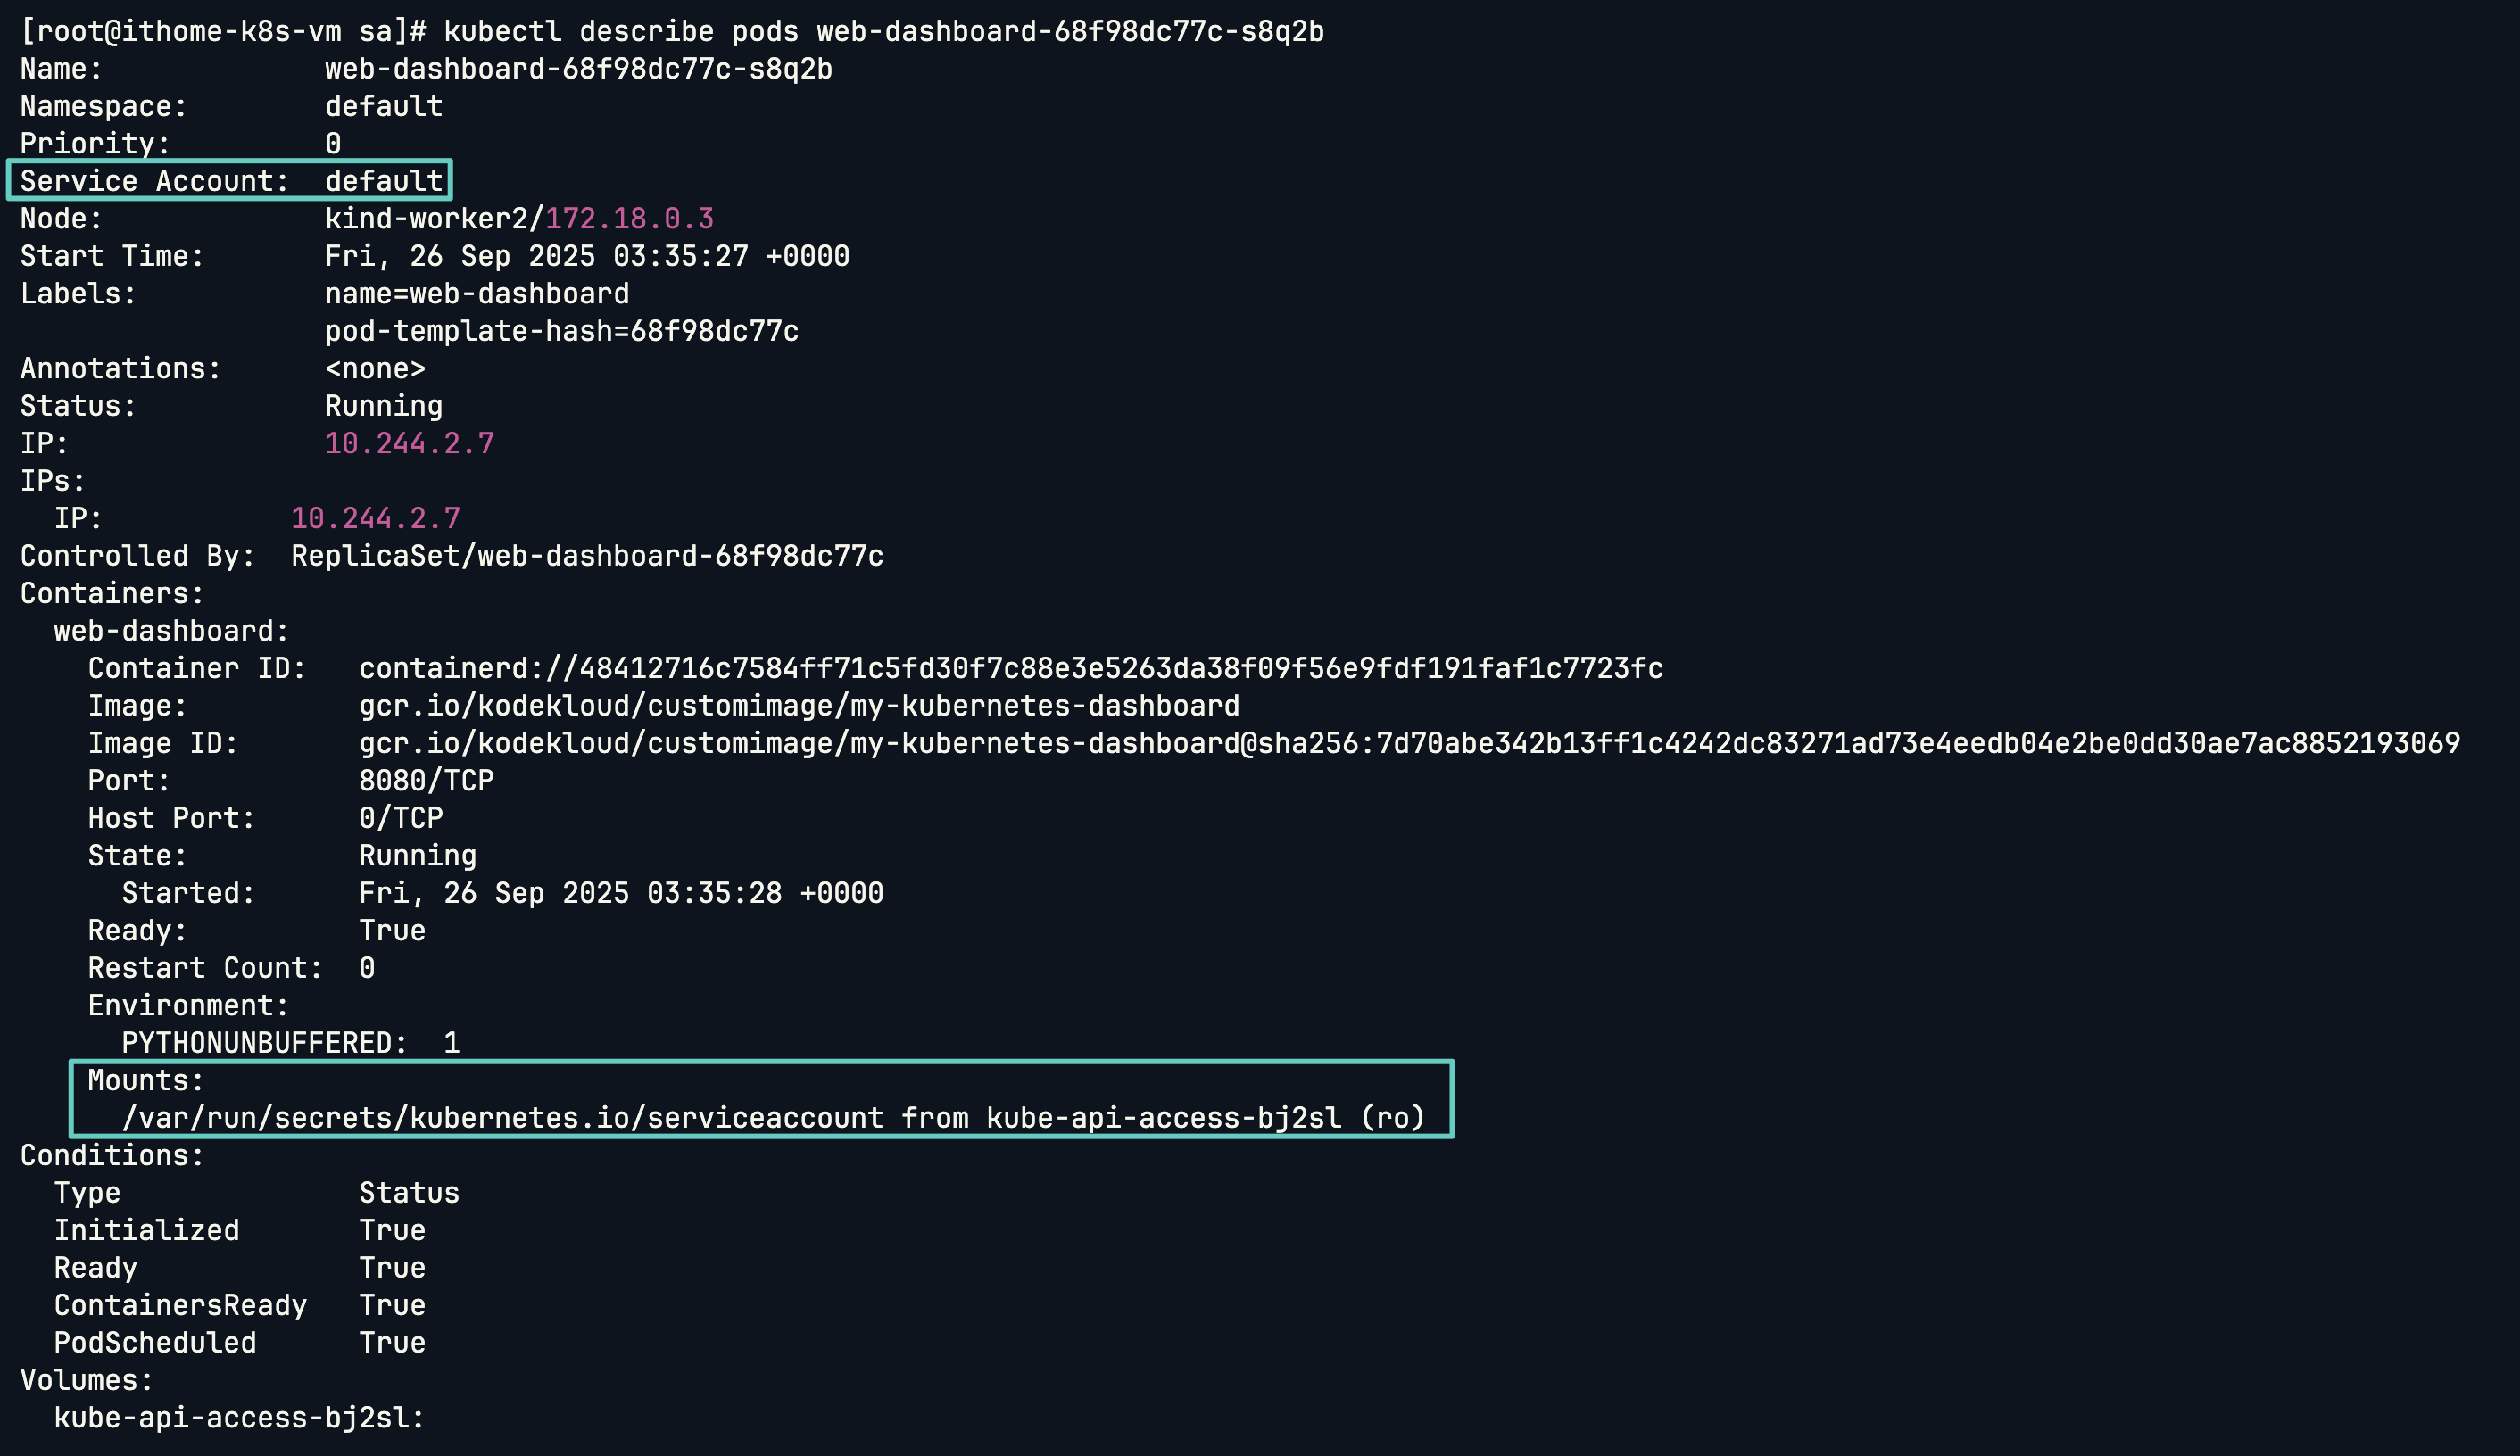 [root@ithome-k8s-vm sa]# kubectl describe pods web-dashboard-68f98dc77c-s8q2b
Name:             web-dashboard-68f98dc77c-s8q2b
Namespace:        default
Priority:         0
Service Account:  default
Node:             kind-worker2/172.18.0.3
Start Time:       Fri, 26 Sep 2025 03:35:27 +0000
Labels:           name=web-dashboard
                  pod-template-hash=68f98dc77c
Annotations:      <none>
Status:           Running
IP:               10.244.2.7
IPs:
  IP:           10.244.2.7
Controlled By:  ReplicaSet/web-dashboard-68f98dc77c
Containers:
  web-dashboard:
    Container ID:   containerd://48412716c7584ff71c5fd30f7c88e3e5263da38f09f56e9fdf191faf1c7723fc
    Image:          gcr.io/kodekloud/customimage/my-kubernetes-dashboard
    Image ID:       gcr.io/kodekloud/customimage/my-kubernetes-dashboard@sha256:7d70abe342b13ff1c4242dc83271ad73e4eedb04e2be0dd30ae7ac8852193069
    Port:           8080/TCP
    Host Port:      0/TCP
    State:          Running
      Started:      Fri, 26 Sep 2025 03:35:28 +0000
    Ready:          True
    Restart Count:  0
    Environment:
      PYTHONUNBUFFERED:  1
    Mounts:
      /var/run/secrets/kubernetes.io/serviceaccount from kube-api-access-bj2sl (ro)
Conditions:
  Type              Status
  Initialized       True
  Ready             True
  ContainersReady   True
  PodScheduled      True
Volumes:
  kube-api-access-bj2sl: